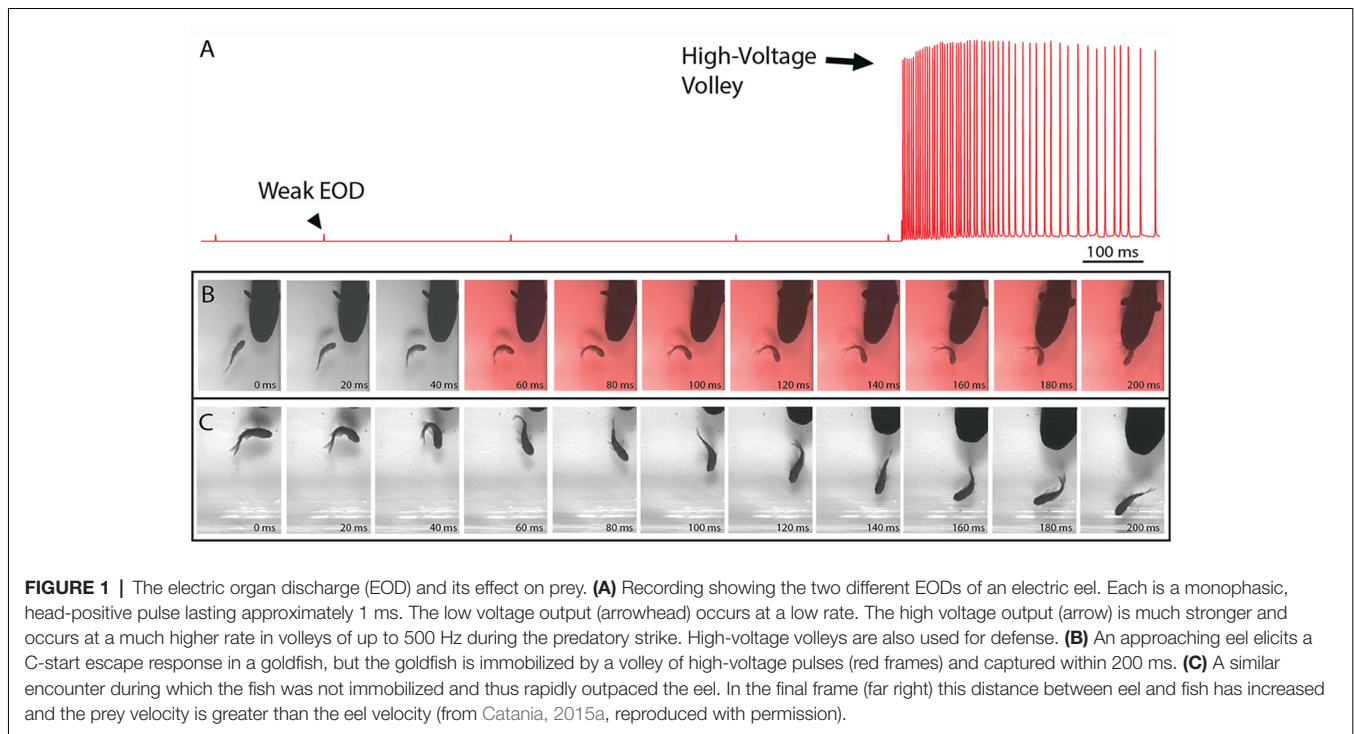 A
High-Voltage
Volley
Weak EOD
100 ms
B
0 ms 20 ms 40 ms 60 ms 80 ms 100 ms 120 ms 140 ms 160 ms 180 ms 200 ms
C
0 ms 20 ms 40 ms 60 ms 80 ms 100 ms 120 ms 140 ms 160 ms 180 ms 200 ms
FIGURE 1 | The electric organ discharge (EOD) and its effect on prey. (A) Recording showing the two different EODs of an electric eel. Each is a monophasic,
head-positive pulse lasting approximately 1 ms. The low voltage output (arrowhead) occurs at a low rate. The high voltage output (arrow) is much stronger and
occurs at a much higher rate in volleys of up to 500 Hz during the predatory strike. High-voltage volleys are also used for defense. (B) An approaching eel elicits a
C-start escape response in a goldfish, but the goldfish is immobilized by a volley of high-voltage pulses (red frames) and captured within 200 ms. (C) A similar
encounter during which the fish was not immobilized and thus rapidly outpaced the eel. In the final frame (far right) this distance between eel and fish has increased
and the prey velocity is greater than the eel velocity (from Catania, 2015a, reproduced with permission).